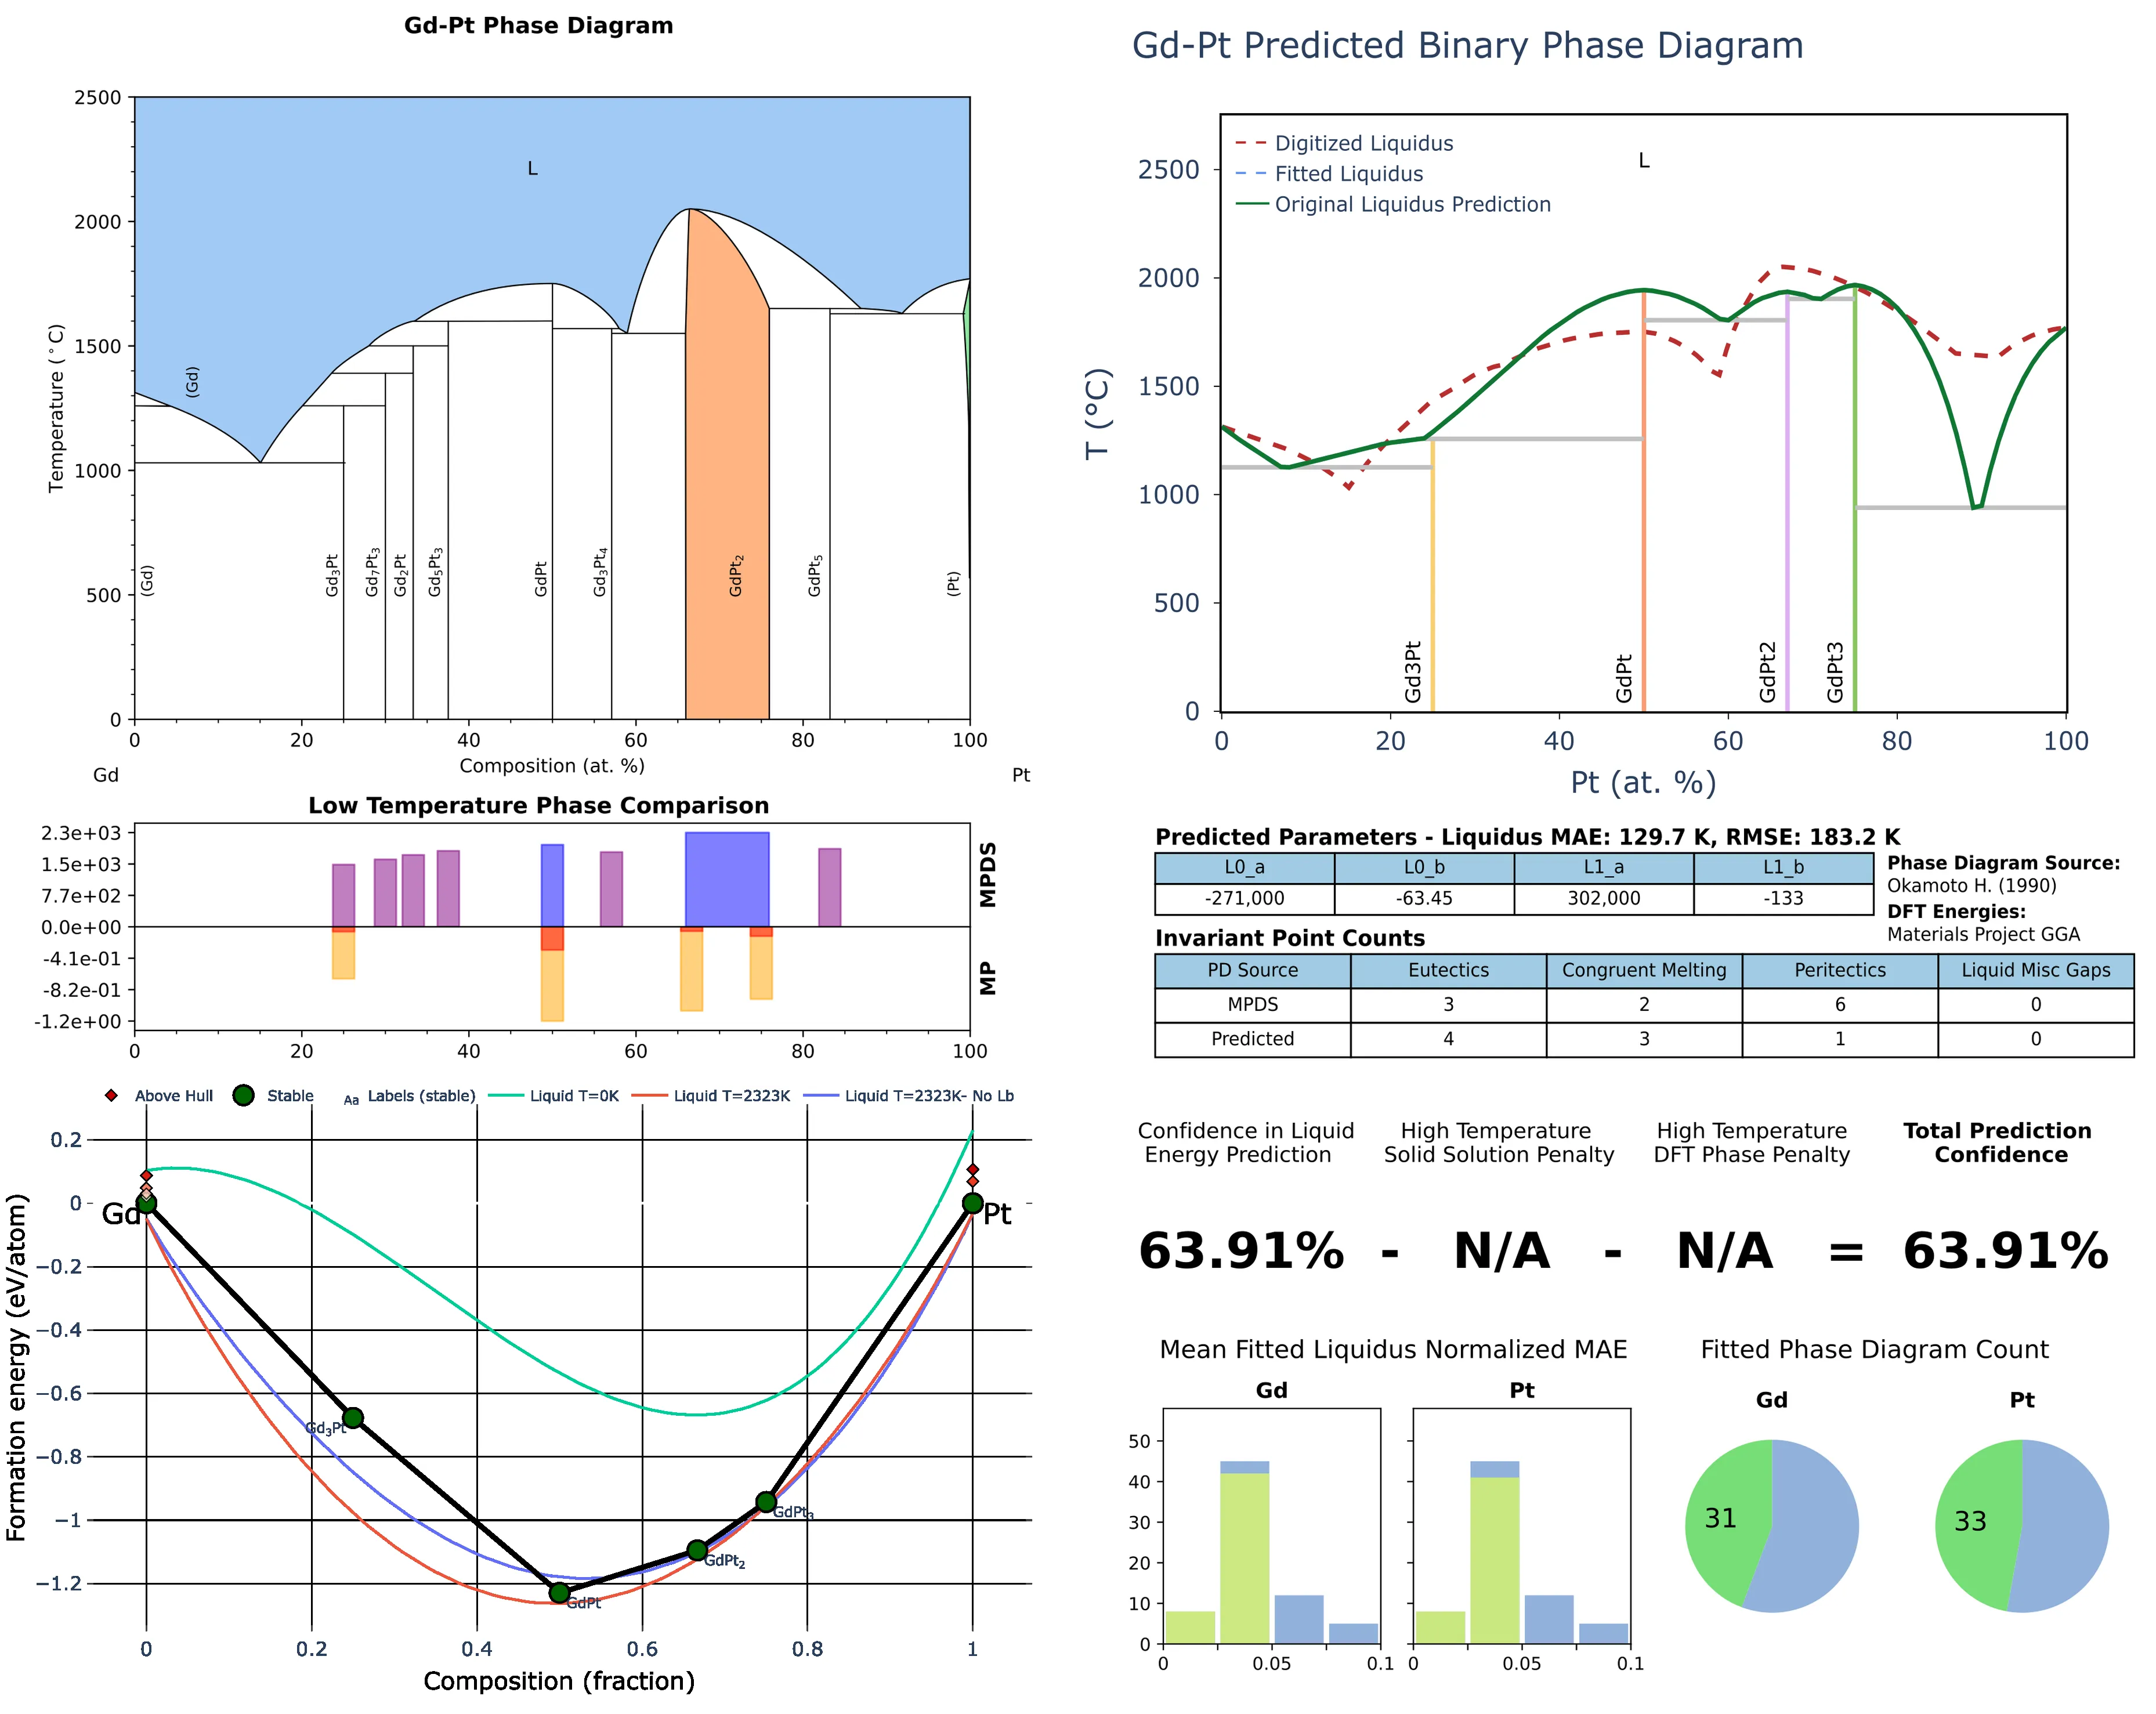 Gd-Pt Phase Diagram
2500
2000
1500
1000
500
0
Temperature (°C)
L
(Gd)
(Gd)
Gd3Pt
Gd7Pt3
Gd2Pt
Gd5Pt3
GdPt
Gd3Pt4
GdPt2
GdPt5
(Pt)
0 20 40 60 80 100
Composition (at. %)
Gd Pt
Low Temperature Phase Comparison
2.3e+03
1.5e+03
7.7e+02
0.0e+00
-4.1e-01
-8.2e-01
-1.2e+00
MPDS
MP
0 20 40 60 80 100
Above Hull Stable Aa Labels (stable) Liquid T=0K Liquid T=2323K Liquid T=2323K- No Lb
0.2
0
−0.2
−0.4
−0.6
−0.8
−1
−1.2
Formation energy (eV/atom)
Gd
Pt
Gd3Pt
GdPt
GdPt2
GdPt3
0 0.2 0.4 0.6 0.8 1
Composition (fraction)
Gd-Pt Predicted Binary Phase Diagram
Digitized Liquidus
Fitted Liquidus
Original Liquidus Prediction
L
2500
2000
1500
1000
500
0
T (°C)
Gd3Pt
GdPt
GdPt2
GdPt3
0 20 40 60 80 100
Pt (at. %)
Predicted Parameters - Liquidus MAE: 129.7 K, RMSE: 183.2 K
L0_a L0_b L1_a L1_b
-271,000 -63.45 302,000 -133
Phase Diagram Source:
Okamoto H. (1990)
DFT Energies:
Materials Project GGA
Invariant Point Counts
PD Source Eutectics Congruent Melting Peritectics Liquid Misc Gaps
MPDS 3 2 6 0
Predicted 4 3 1 0
Confidence in Liquid
Energy Prediction
High Temperature
Solid Solution Penalty
High Temperature
DFT Phase Penalty
Total Prediction
Confidence
63.91% - N/A - N/A = 63.91%
Mean Fitted Liquidus Normalized MAE
Gd Pt
50
40
30
20
10
0
0 0.05 0.1
0 0.05 0.1
Fitted Phase Diagram Count
Gd Pt
31
33